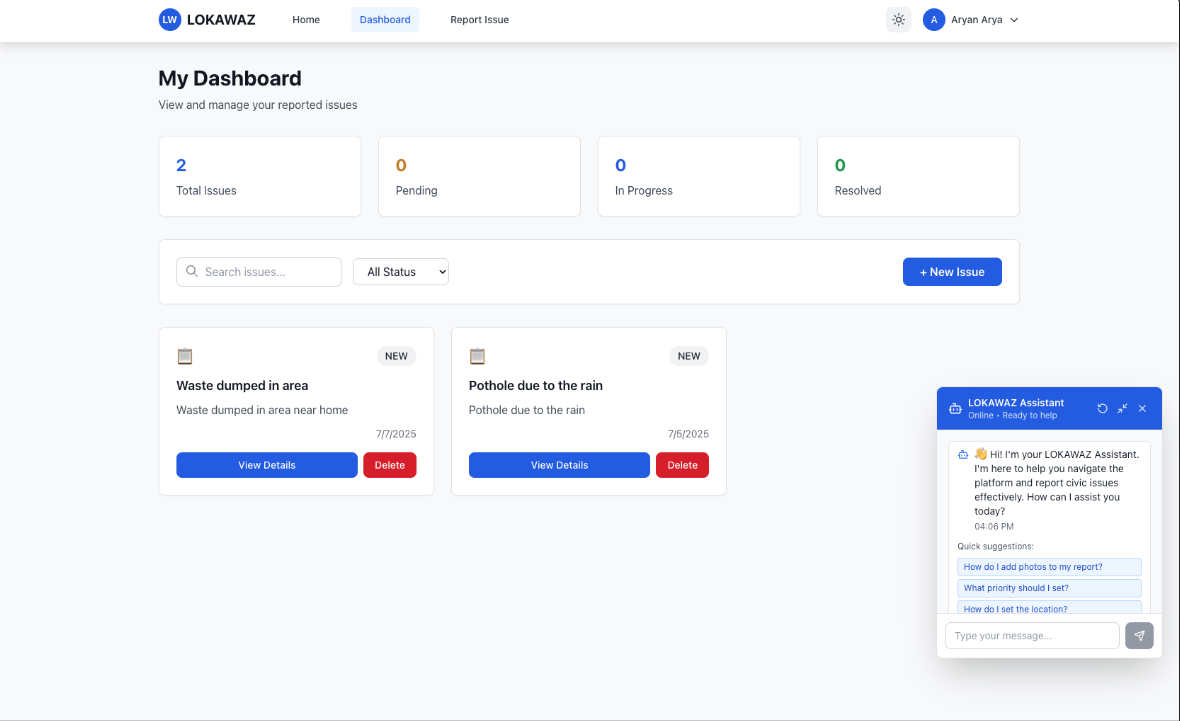 LW LOKAWAZ Home Dashboard Report Issue A Aryan Arya
My Dashboard
View and manage your reported issues
2 0 0 0
Total Issues Pending In Progress Resolved
Search issues... All Status + New Issue
NEW NEW
Waste dumped in area Pothole due to the rain
Waste dumped in area near home Pothole due to the rain
7/7/2025 7/5/2025
View Details Delete View Details Delete
LOKAWAZ Assistant
Online • Ready to help
👋 Hi! I'm your LOKAWAZ Assistant.
I'm here to help you navigate the
platform and report civic issues
effectively. How can I assist you
today?
04:06 PM
Quick suggestions:
How do I add photos to my report?
What priority should I set?
How do I set the location?
Type your message...